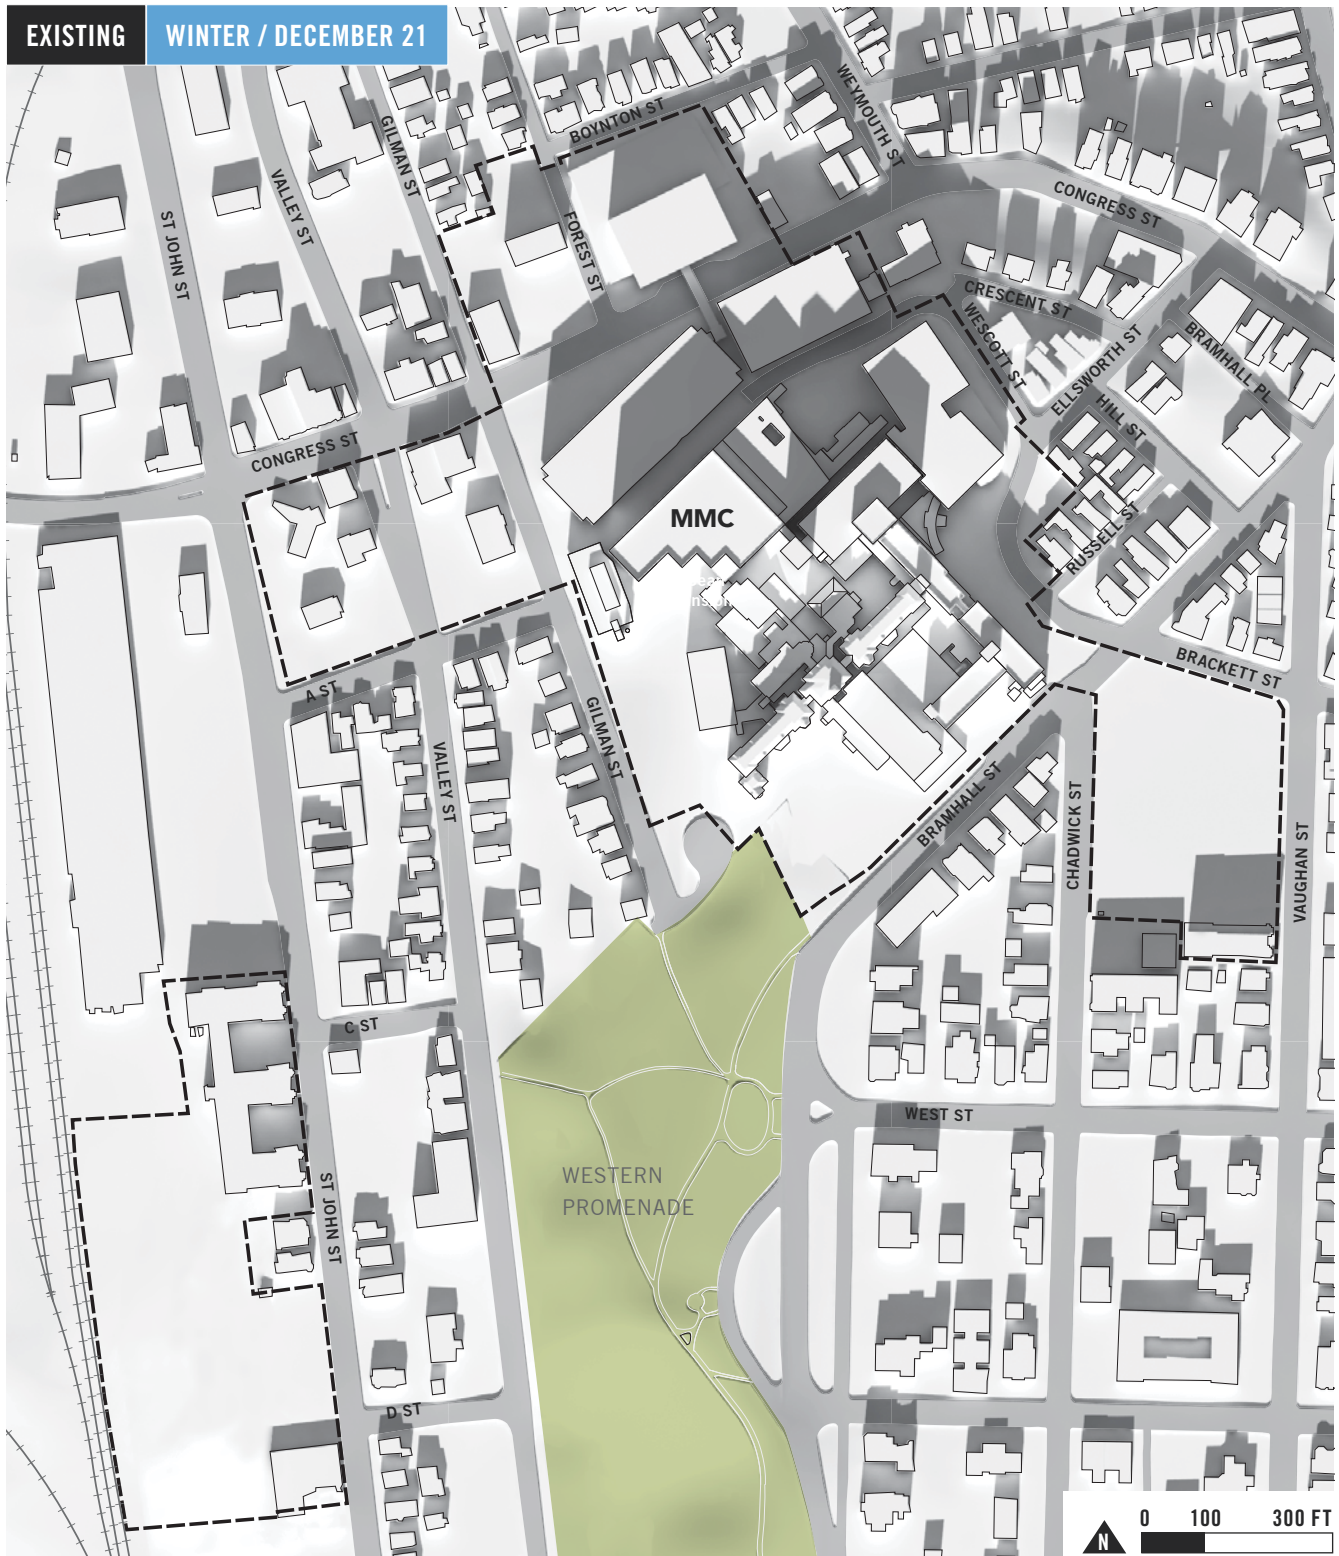 EXISTING
WINTER / DECEMBER 21
BOYNTON ST
WEYMOUTH ST
GILMAN ST
VALLEY ST
ST JOHN ST
FOREST ST
CONGRESS ST
CRESCENT ST
WESCOTT ST
ELLSWORTH ST
BRAMHALL PL
HILL ST
CONGRESS ST
MMC
RUSSELL ST
BRACKETT ST
A ST
GILMAN ST
VALLEY ST
BRAMHALL ST
CHADWICK ST
VAUGHAN ST
C ST
WEST ST
WESTERN
PROMENADE
ST JOHN ST
D ST
N
0 100 300 FT